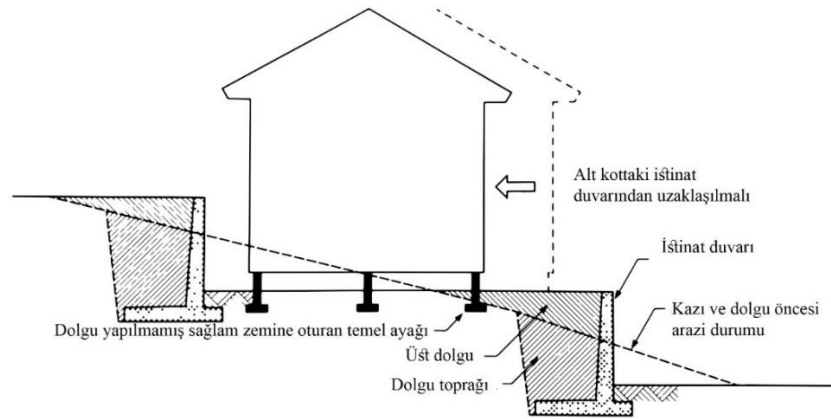 Alt kottaki istinat
duvarından uzaklaşılmalı
İstinat duvarı
Kazı ve dolgu öncesi
arazi durumu
Dolgu yapılmamış sağlam zemine oturan temel ayağı
Üst dolgu
Dolgu toprağı